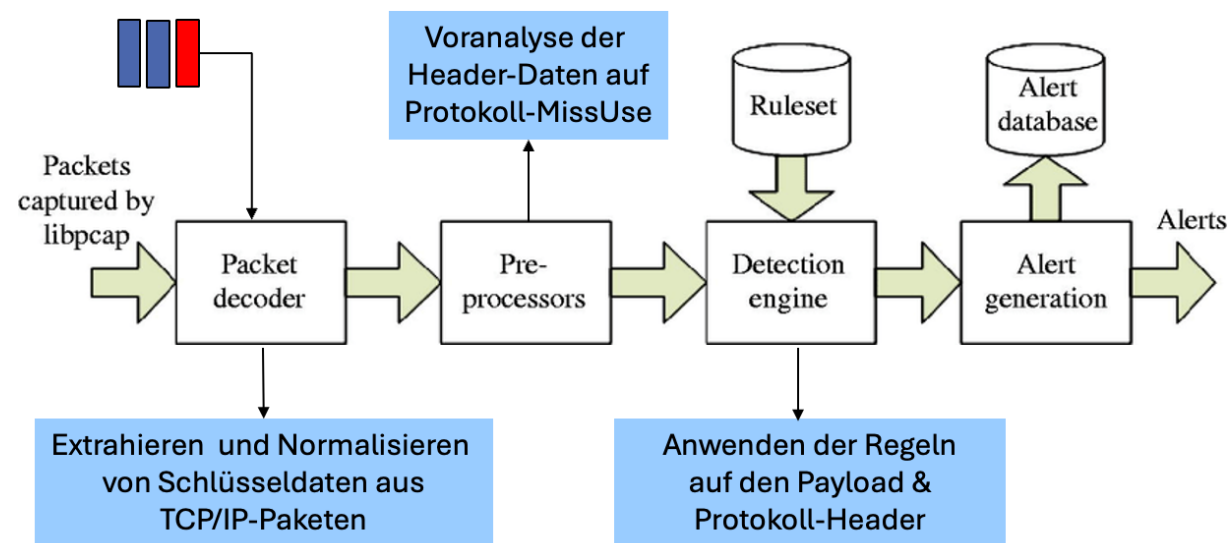 Voranalyse der
Header-Daten auf
Protokoll-MissUse
Ruleset
Alert
database
Packets
captured by
libpcap
Packet
decoder
Pre-
processors
Detection
engine
Alert
generation
Alerts
Extrahieren und Normalisieren
von Schlüsseldaten aus
TCP/IP-Paketen
Anwenden der Regeln
auf den Payload &
Protokoll-Header